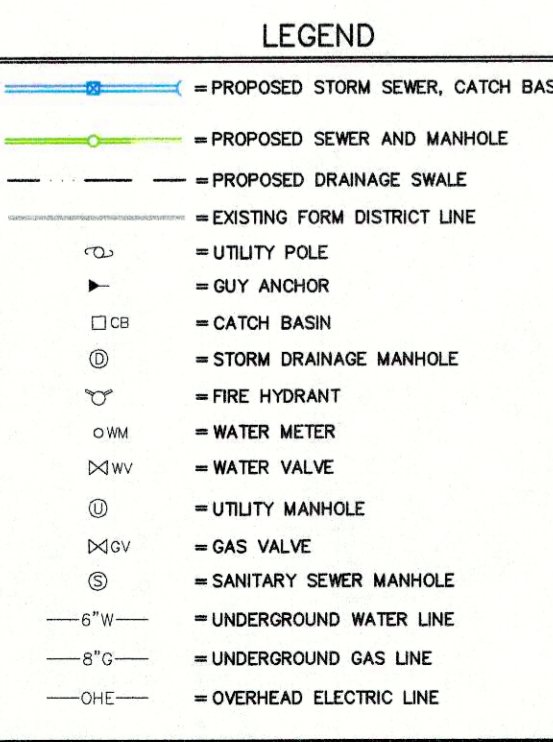 LEGEND
= PROPOSED STORM SEWER, CATCH BAS
= PROPOSED SEWER AND MANHOLE
= PROPOSED DRAINAGE SWALE
= EXISTING FORM DISTRICT LINE
= UTILITY POLE
= GUY ANCHOR
CB = CATCH BASIN
D = STORM DRAINAGE MANHOLE
= FIRE HYDRANT
WM = WATER METER
WV = WATER VALVE
U = UTILITY MANHOLE
GV = GAS VALVE
S = SANITARY SEWER MANHOLE
6"W = UNDERGROUND WATER LINE
8"G = UNDERGROUND GAS LINE
OHE = OVERHEAD ELECTRIC LINE